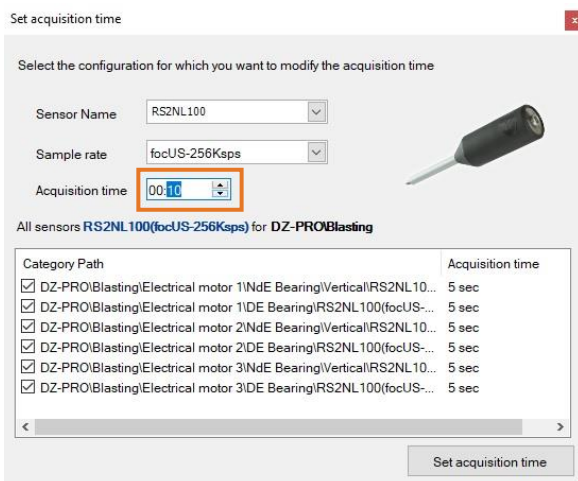 Set acquisition time
x
Select the configuration for which you want to modify the acquisition time
Sensor Name RS2NL100
Sample rate focUS-256Ksps
Acquisition time 00:10
All sensors RS2NL100(focUS-256Ksps) for DZ-PRO\Blasting
Category Path Acquisition time
DZ-PRO\Blasting\Electrical motor 1\NdE Bearing\Vertical\RS2NL10... 5 sec
DZ-PRO\Blasting\Electrical motor 1\DE Bearing\RS2NL100(focUS-... 5 sec
DZ-PRO\Blasting\Electrical motor 2\NdE Bearing\Vertical\RS2NL10... 5 sec
DZ-PRO\Blasting\Electrical motor 2\DE Bearing\RS2NL100(focUS-... 5 sec
DZ-PRO\Blasting\Electrical motor 3\NdE Bearing\Vertical\RS2NL10... 5 sec
DZ-PRO\Blasting\Electrical motor 3\DE Bearing\RS2NL100(focUS-... 5 sec
Set acquisition time